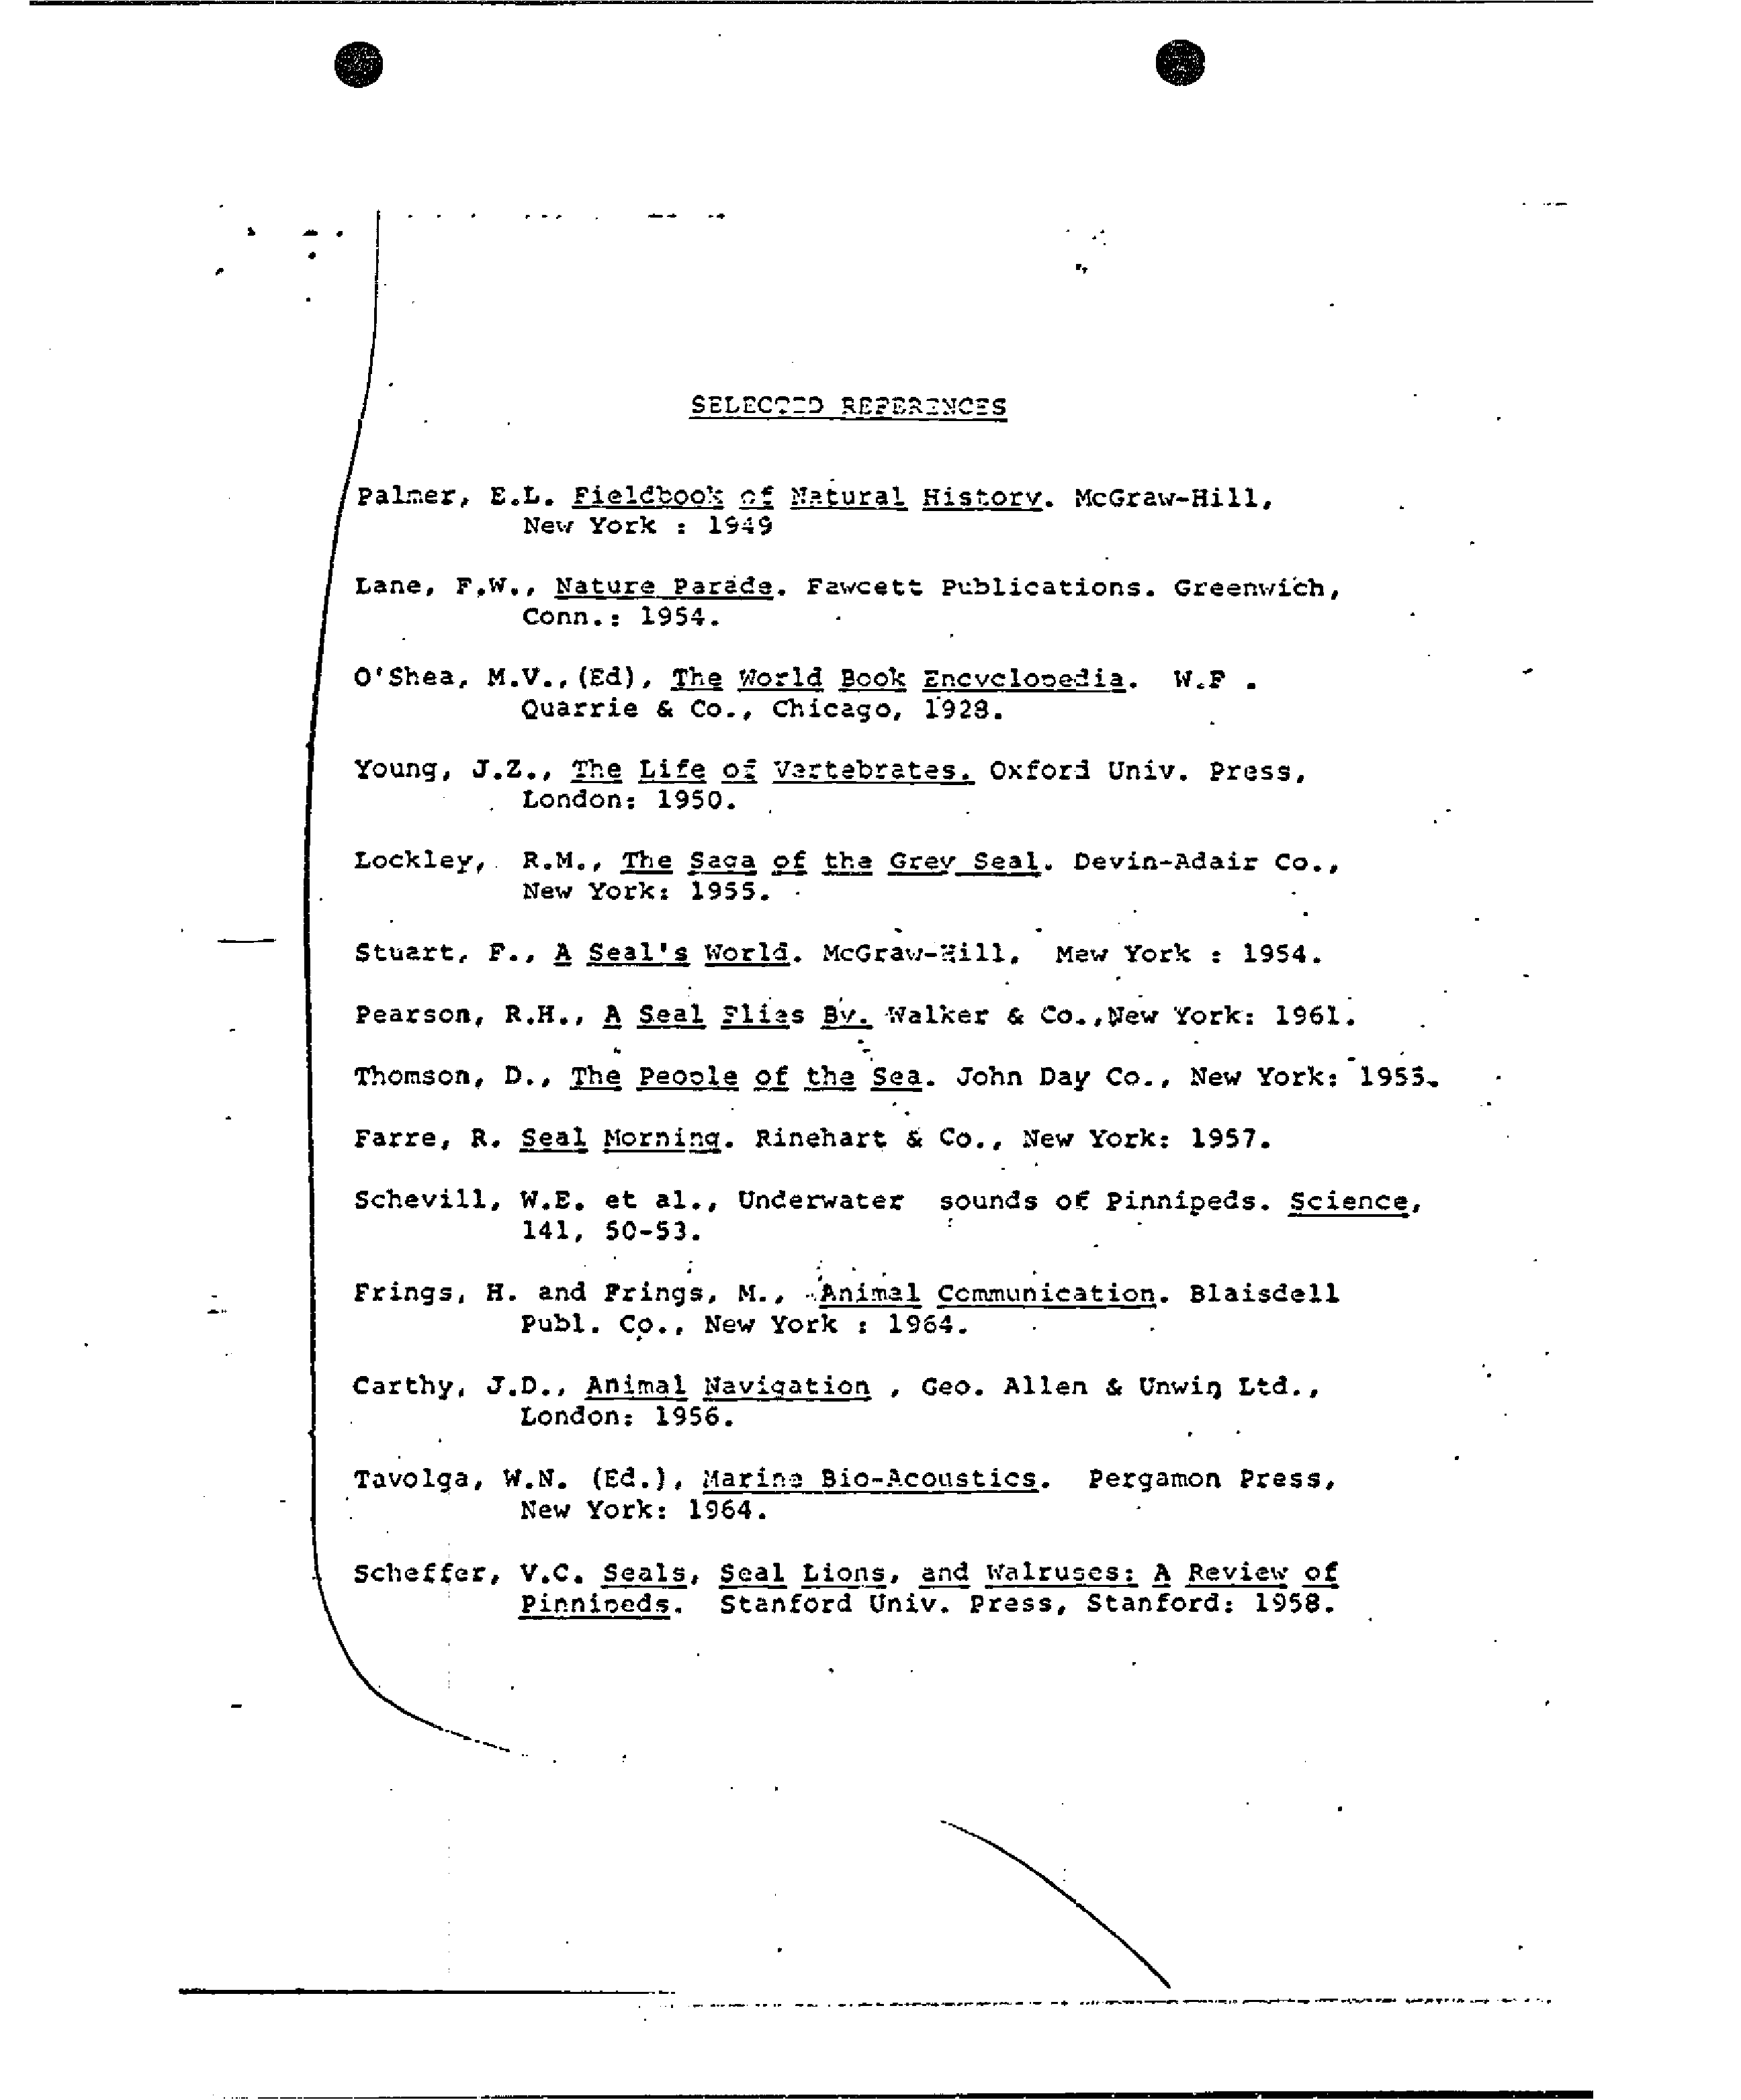 SELECTED REFERENCES
Palmer, E.L. Fieldbook of Natural History. McGraw-Hill,
New York : 1949
Lane, F.W., Nature Parade. Fawcett Publications. Greenwich,
Conn.: 1954.
O'Shea, M.V.,(Ed), The World Book Encyclopedia. W.F .
Quarrie & Co., Chicago, 1928.
Young, J.Z., The Life of Vertebrates. Oxford Univ. Press,
London: 1950.
Lockley, R.M., The Saga of the Grey Seal. Devin-Adair Co.,
New York: 1955.
Stuart, F., A Seal's World. McGraw-Hill, Mew York : 1954.
Pearson, R.H., A Seal Flies By. Walker & Co.,New York: 1961.
Thomson, D., The People of the Sea. John Day Co., New York: 1955.
Farre, R. Seal Morning. Rinehart & Co., New York: 1957.
Schevill, W.E. et al., Underwater sounds of Pinnipeds. Science,
141, 50-53.
Frings, H. and Frings, M., Animal Communication. Blaisdell
Publ. Co., New York : 1964.
Carthy, J.D., Animal Navigation , Geo. Allen & Unwin Ltd.,
London: 1956.
Tavolga, W.N. (Ed.), Marine Bio-Acoustics. Pergamon Press,
New York: 1964.
Scheffer, V.C. Seals, Seal Lions, and Walruses: A Review of
Pinnipeds. Stanford Univ. Press, Stanford: 1958.